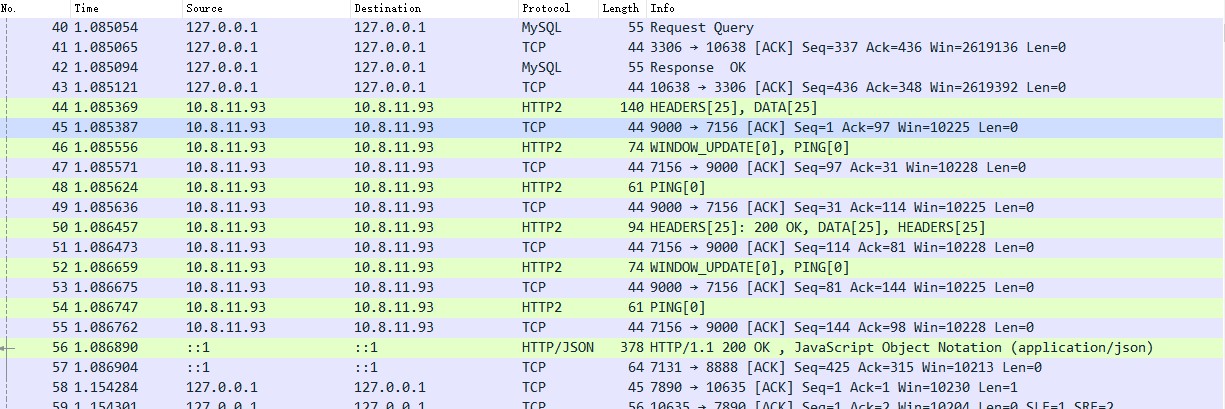 No. Time Source Destination Protocol Length Info
40 1.085054 127.0.0.1 127.0.0.1 MySQL 55 Request Query
41 1.085065 127.0.0.1 127.0.0.1 TCP 44 3306 → 10638 [ACK] Seq=337 Ack=436 Win=2619136 Len=0
42 1.085094 127.0.0.1 127.0.0.1 MySQL 55 Response OK
43 1.085121 127.0.0.1 127.0.0.1 TCP 44 10638 → 3306 [ACK] Seq=436 Ack=348 Win=2619392 Len=0
44 1.085369 10.8.11.93 10.8.11.93 HTTP2 140 HEADERS[25], DATA[25]
45 1.085387 10.8.11.93 10.8.11.93 TCP 44 9000 → 7156 [ACK] Seq=1 Ack=97 Win=10225 Len=0
46 1.085556 10.8.11.93 10.8.11.93 HTTP2 74 WINDOW_UPDATE[0], PING[0]
47 1.085571 10.8.11.93 10.8.11.93 TCP 44 7156 → 9000 [ACK] Seq=97 Ack=31 Win=10228 Len=0
48 1.085624 10.8.11.93 10.8.11.93 HTTP2 61 PING[0]
49 1.085636 10.8.11.93 10.8.11.93 TCP 44 9000 → 7156 [ACK] Seq=31 Ack=114 Win=10225 Len=0
50 1.086457 10.8.11.93 10.8.11.93 HTTP2 94 HEADERS[25]: 200 OK, DATA[25], HEADERS[25]
51 1.086473 10.8.11.93 10.8.11.93 TCP 44 7156 → 9000 [ACK] Seq=114 Ack=81 Win=10228 Len=0
52 1.086659 10.8.11.93 10.8.11.93 HTTP2 74 WINDOW_UPDATE[0], PING[0]
53 1.086675 10.8.11.93 10.8.11.93 TCP 44 9000 → 7156 [ACK] Seq=81 Ack=144 Win=10225 Len=0
54 1.086747 10.8.11.93 10.8.11.93 HTTP2 61 PING[0]
55 1.086762 10.8.11.93 10.8.11.93 TCP 44 7156 → 9000 [ACK] Seq=144 Ack=98 Win=10228 Len=0
56 1.086890 ::1 ::1 HTTP/JSON 378 HTTP/1.1 200 OK , JavaScript Object Notation (application/json)
57 1.086904 ::1 ::1 TCP 64 7131 → 8888 [ACK] Seq=425 Ack=315 Win=10213 Len=0
58 1.154284 127.0.0.1 127.0.0.1 TCP 45 7890 → 10635 [ACK] Seq=1 Ack=1 Win=10230 Len=1
59 1.154301 127.0.0.1 127.0.0.1 TCP 56 10635 → 7890 [ACK] Seq=1 Ack=2 Win=10204 Len=0 SLE=1 SRE=2